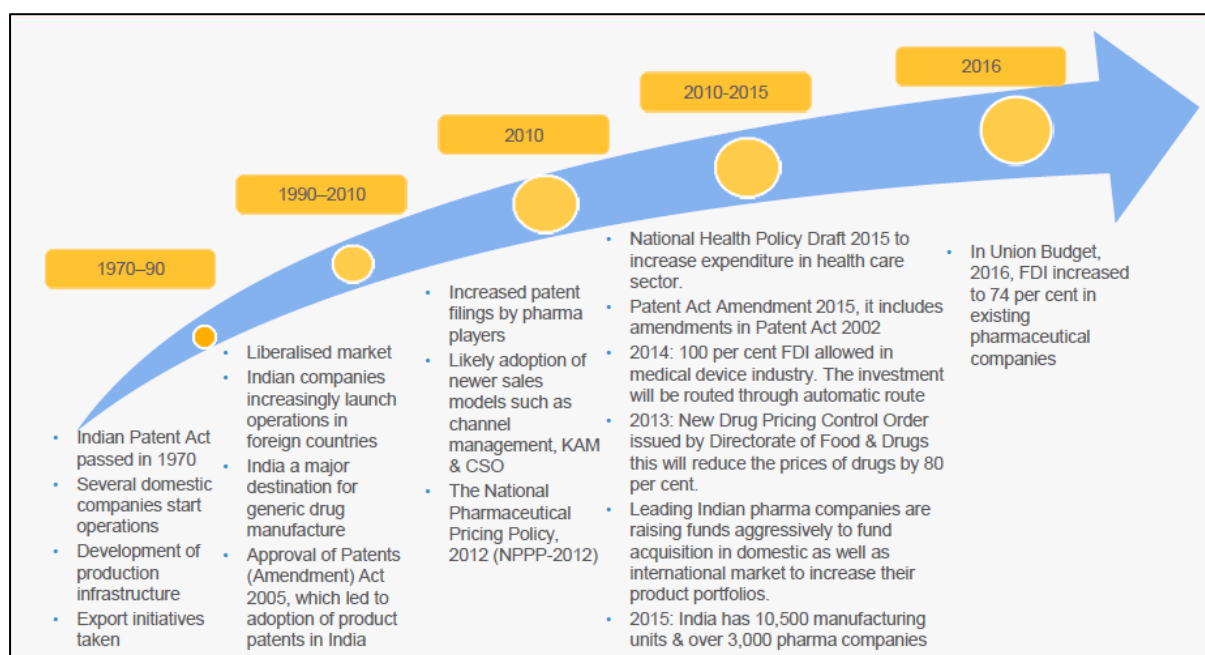 1970–90
• Indian Patent Act
passed in 1970
• Several domestic
companies start
operations
• Development of
production
infrastructure
• Export initiatives
taken
1990–2010
• Liberalised market
• Indian companies
increasingly launch
operations in
foreign countries
• India a major
destination for
generic drug
manufacture
• Approval of Patents
(Amendment) Act
2005, which led to
adoption of product
patents in India
2010
• Increased patent
filings by pharma
players
• Likely adoption of
newer sales
models such as
channel
management, KAM
& CSO
• The National
Pharmaceutical
Pricing Policy,
2012 (NPPP-2012)
2010-2015
• National Health Policy Draft 2015 to
increase expenditure in health care
sector.
• Patent Act Amendment 2015, it includes
amendments in Patent Act 2002
• 2014: 100 per cent FDI allowed in
medical device industry. The investment
will be routed through automatic route
• 2013: New Drug Pricing Control Order
issued by Directorate of Food & Drugs
this will reduce the prices of drugs by 80
per cent.
• Leading Indian pharma companies are
raising funds aggressively to fund
acquisition in domestic as well as
international market to increase their
product portfolios.
• 2015: India has 10,500 manufacturing
units & over 3,000 pharma companies
2016
• In Union Budget,
2016, FDI increased
to 74 per cent in
existing
pharmaceutical
companies